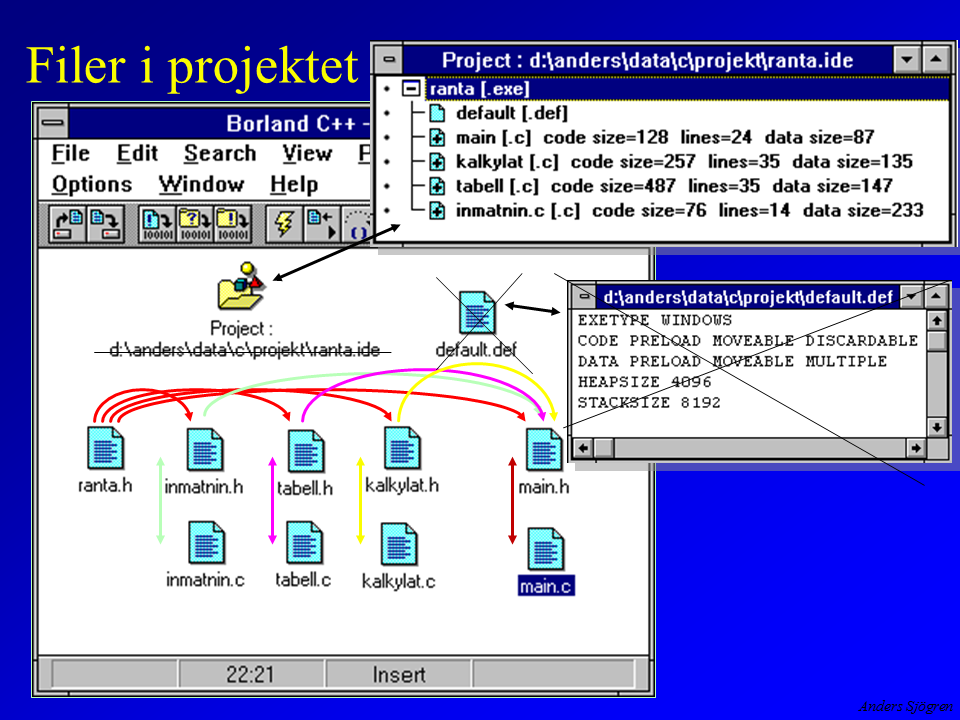 Filer i projektet
Project : d:\anders\data\c\projekt\ranta.ide
ranta [.exe]
default [.def]
main [.c] code size=128 lines=24 data size=87
kalkylat [.c] code size=257 lines=35 data size=135
tabell [.c] code size=487 lines=35 data size=147
inmatnin.c [.c] code size=76 lines=14 data size=233
Borland C++ -
File Edit Search View
Options Window Help
Project :
d:\anders\data\c\projekt\ranta.ide
default.def
d:\anders\data\c\projekt\default.def
EXETYPE WINDOWS
CODE PRELOAD MOVEABLE DISCARDABLE
DATA PRELOAD MOVEABLE MULTIPLE
HEAPSIZE 4096
STACKSIZE 8192
ranta.h inmatnin.h tabell.h kalkylat.h main.h
inmatnin.c tabell.c kalkylat.c main.c
22:21 Insert
Anders Sjögren